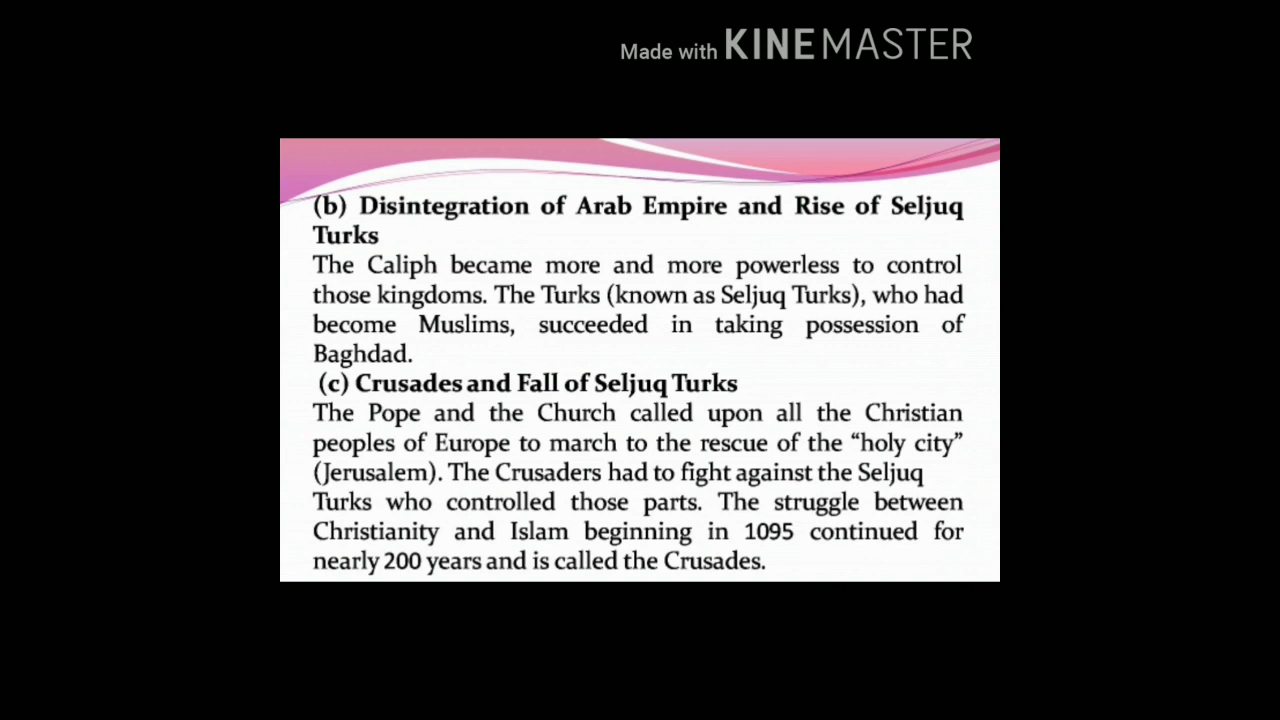 Made with KINEMASTER
(b) Disintegration of Arab Empire and Rise of Seljuq
Turks
The Caliph became more and more powerless to control
those kingdoms. The Turks (known as Seljuq Turks), who had
become Muslims, succeeded in taking possession of
Baghdad.
(c) Crusades and Fall of Seljuq Turks
The Pope and the Church called upon all the Christian
peoples of Europe to march to the rescue of the “holy city”
(Jerusalem). The Crusaders had to fight against the Seljuq
Turks who controlled those parts. The struggle between
Christianity and Islam beginning in 1095 continued for
nearly 200 years and is called the Crusades.